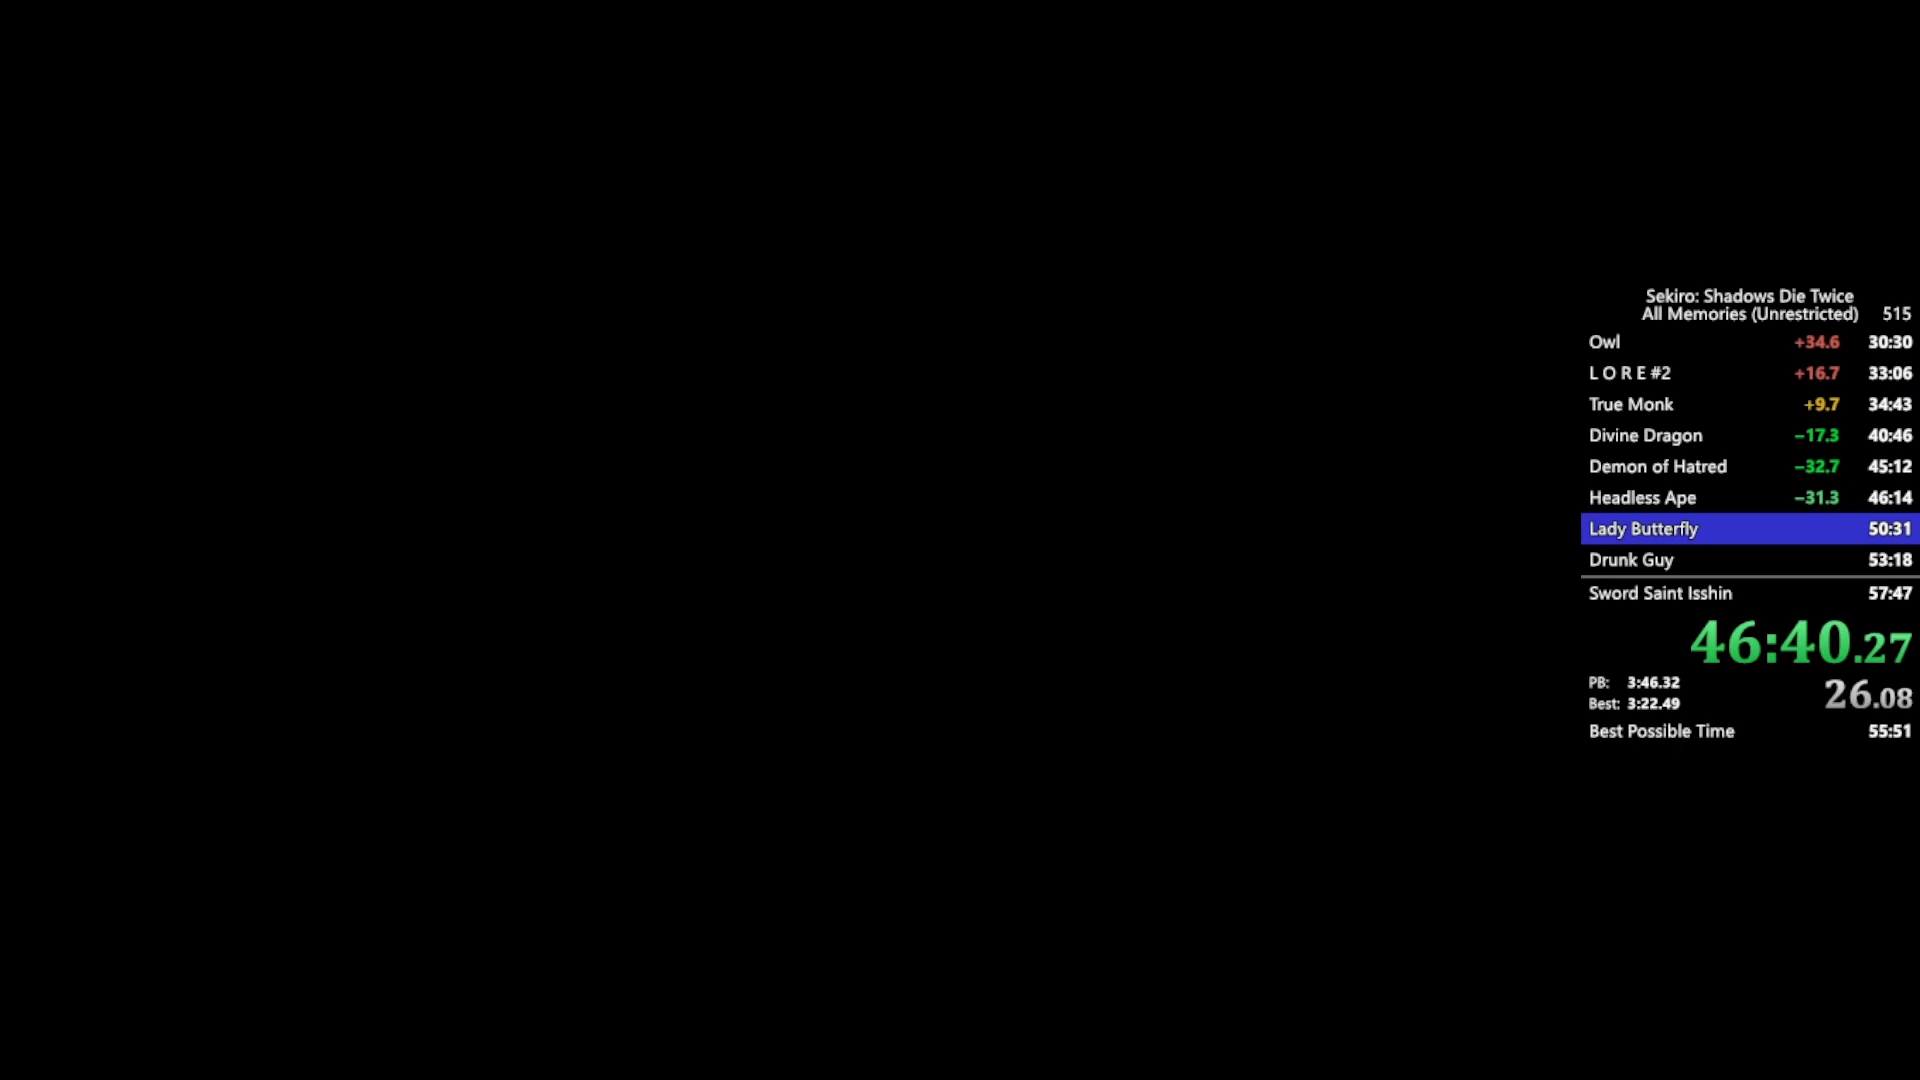 Sekiro: Shadows Die Twice
All Memories (Unrestricted) 515
Owl +34.6 30:30
L O R E #2 +16.7 33:06
True Monk +9.7 34:43
Divine Dragon −17.3 40:46
Demon of Hatred −32.7 45:12
Headless Ape −31.3 46:14
Lady Butterfly 50:31
Drunk Guy 53:18
Sword Saint Isshin 57:47
46:40.27
PB: 3:46.32 26.08
Best: 3:22.49
Best Possible Time 55:51